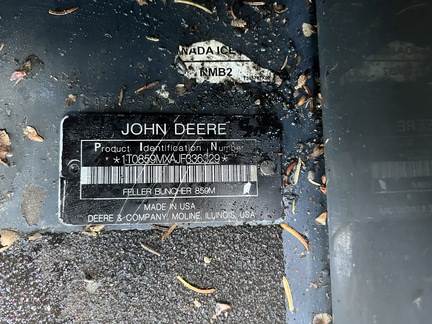 NADA ICE
NMB2
JOHN DEERE
Product Identification Number
*1T0859MXAJF336329*
FELLER BUNCHER 859M
MADE IN USA
DEERE & COMPANY, MOLINE, ILLINOIS, USA